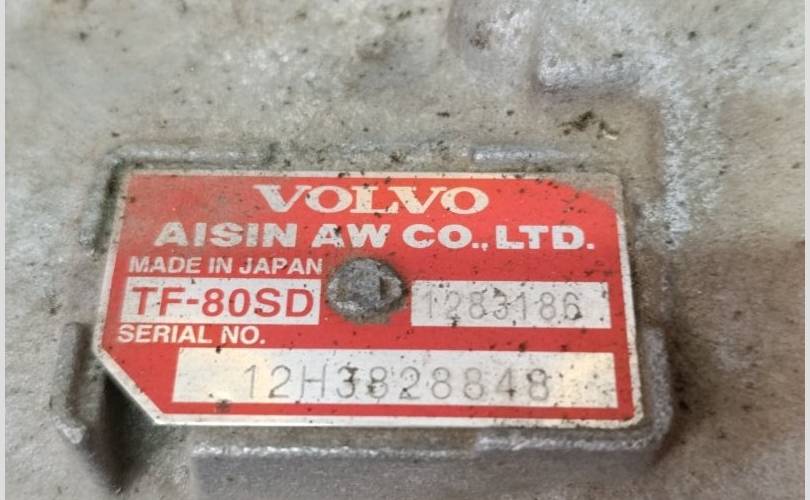 VOLVO
AISIN AW CO.,LTD.
MADE IN JAPAN
TF-80SD 1283186
SERIAL NO.
12H3828848